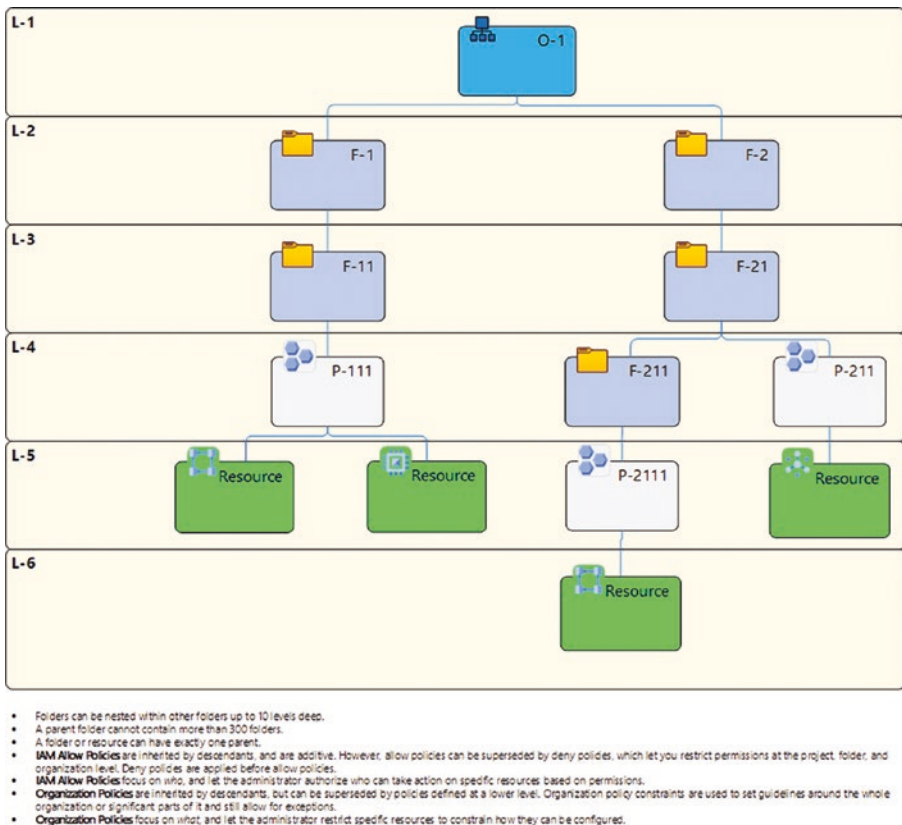 L-1
O-1
L-2
F-1
F-2
L-3
F-11
F-21
L-4
P-111
F-211
P-211
L-5
Resource
Resource
P-2111
Resource
L-6
Resource
• Folders can be nested within other folders up to 10 levels deep.
• A parent folder cannot contain more than 300 folders.
• A folder or resource can have exactly one parent.
• IAM Allow Policies are inherited by descendants, and are additive. However, allow policies can be superseded by deny policies, which let you restrict permissions at the project, folder, and
organization level. Deny policies are applied before allow policies.
• IAM Allow Policies focus on who, and let the administrator authorize who can take action on specific resources based on permissions.
• Organization Policies are inherited by descendants, but can be superseded by policies defined at a lower level. Organization policy constraints are used to set guidelines around the whole
organization or significant parts of it and still allow for exceptions.
• Organization Policies focus on what, and let the administrator restrict specific resources to constrain how they can be configured.